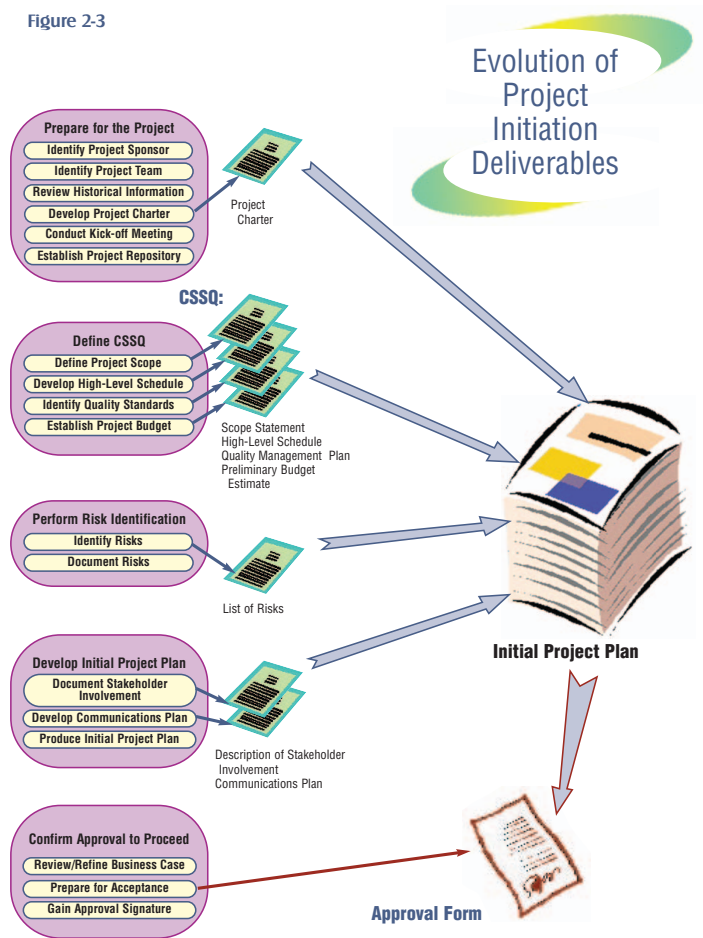 Figure 2-3
Evolution of
Project
Initiation
Deliverables
Prepare for the Project
Identify Project Sponsor
Identify Project Team
Review Historical Information
Develop Project Charter
Conduct Kick-off Meeting
Establish Project Repository
Project
Charter
CSSQ:
Define CSSQ
Define Project Scope
Develop High-Level Schedule
Identify Quality Standards
Establish Project Budget
Scope Statement
High-Level Schedule
Quality Management Plan
Preliminary Budget
Estimate
Perform Risk Identification
Identify Risks
Document Risks
List of Risks
Initial Project Plan
Develop Initial Project Plan
Document Stakeholder
Involvement
Develop Communications Plan
Produce Initial Project Plan
Description of Stakeholder
Involvement
Communications Plan
Confirm Approval to Proceed
Review/Refine Business Case
Prepare for Acceptance
Gain Approval Signature
Approval Form